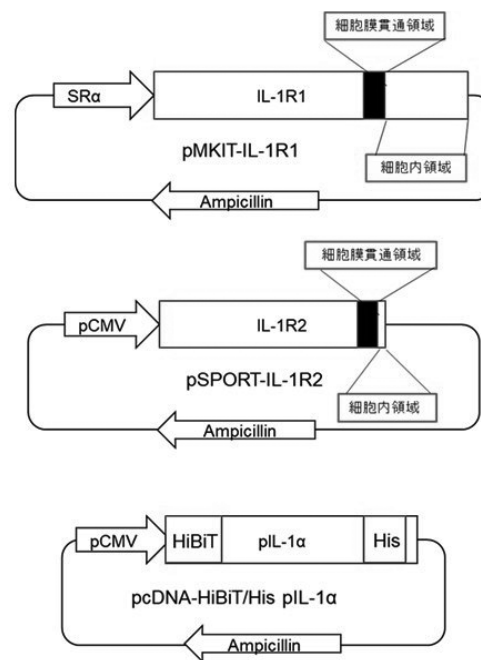 細胞膜貫通領域
SRα
IL-1R1
pMKIT-IL-1R1
細胞内領域
Ampicillin
細胞膜貫通領域
pCMV
IL-1R2
pSPORT-IL-1R2
細胞内領域
Ampicillin
pCMV
HiBiT
pIL-1α
His
pcDNA-HiBiT/His pIL-1α
Ampicillin